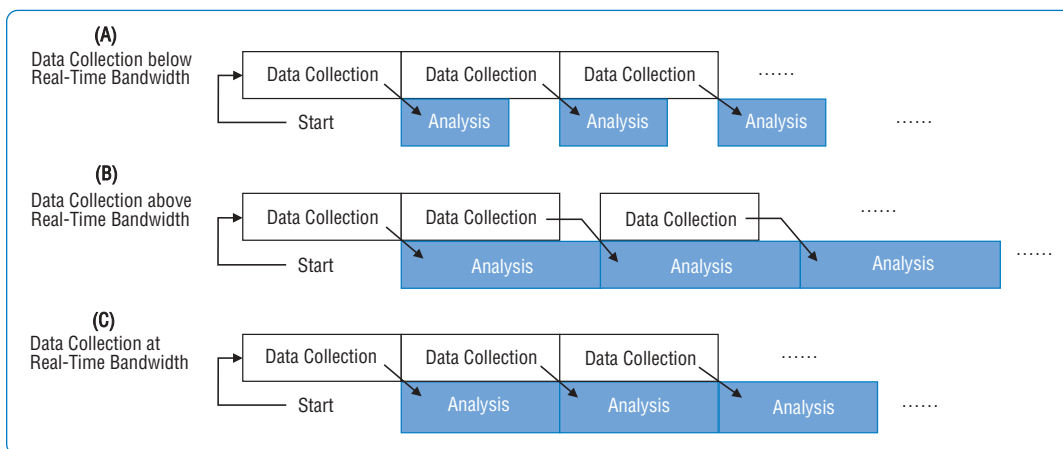 (A)
Data Collection below
Real-Time Bandwidth
Data Collection Data Collection Data Collection ......
Start Analysis Analysis Analysis ......
(B)
Data Collection above
Real-Time Bandwidth
Data Collection Data Collection Data Collection ......
Start Analysis Analysis Analysis ......
(C)
Data Collection at
Real-Time Bandwidth
Data Collection Data Collection Data Collection ......
Start Analysis Analysis Analysis ......